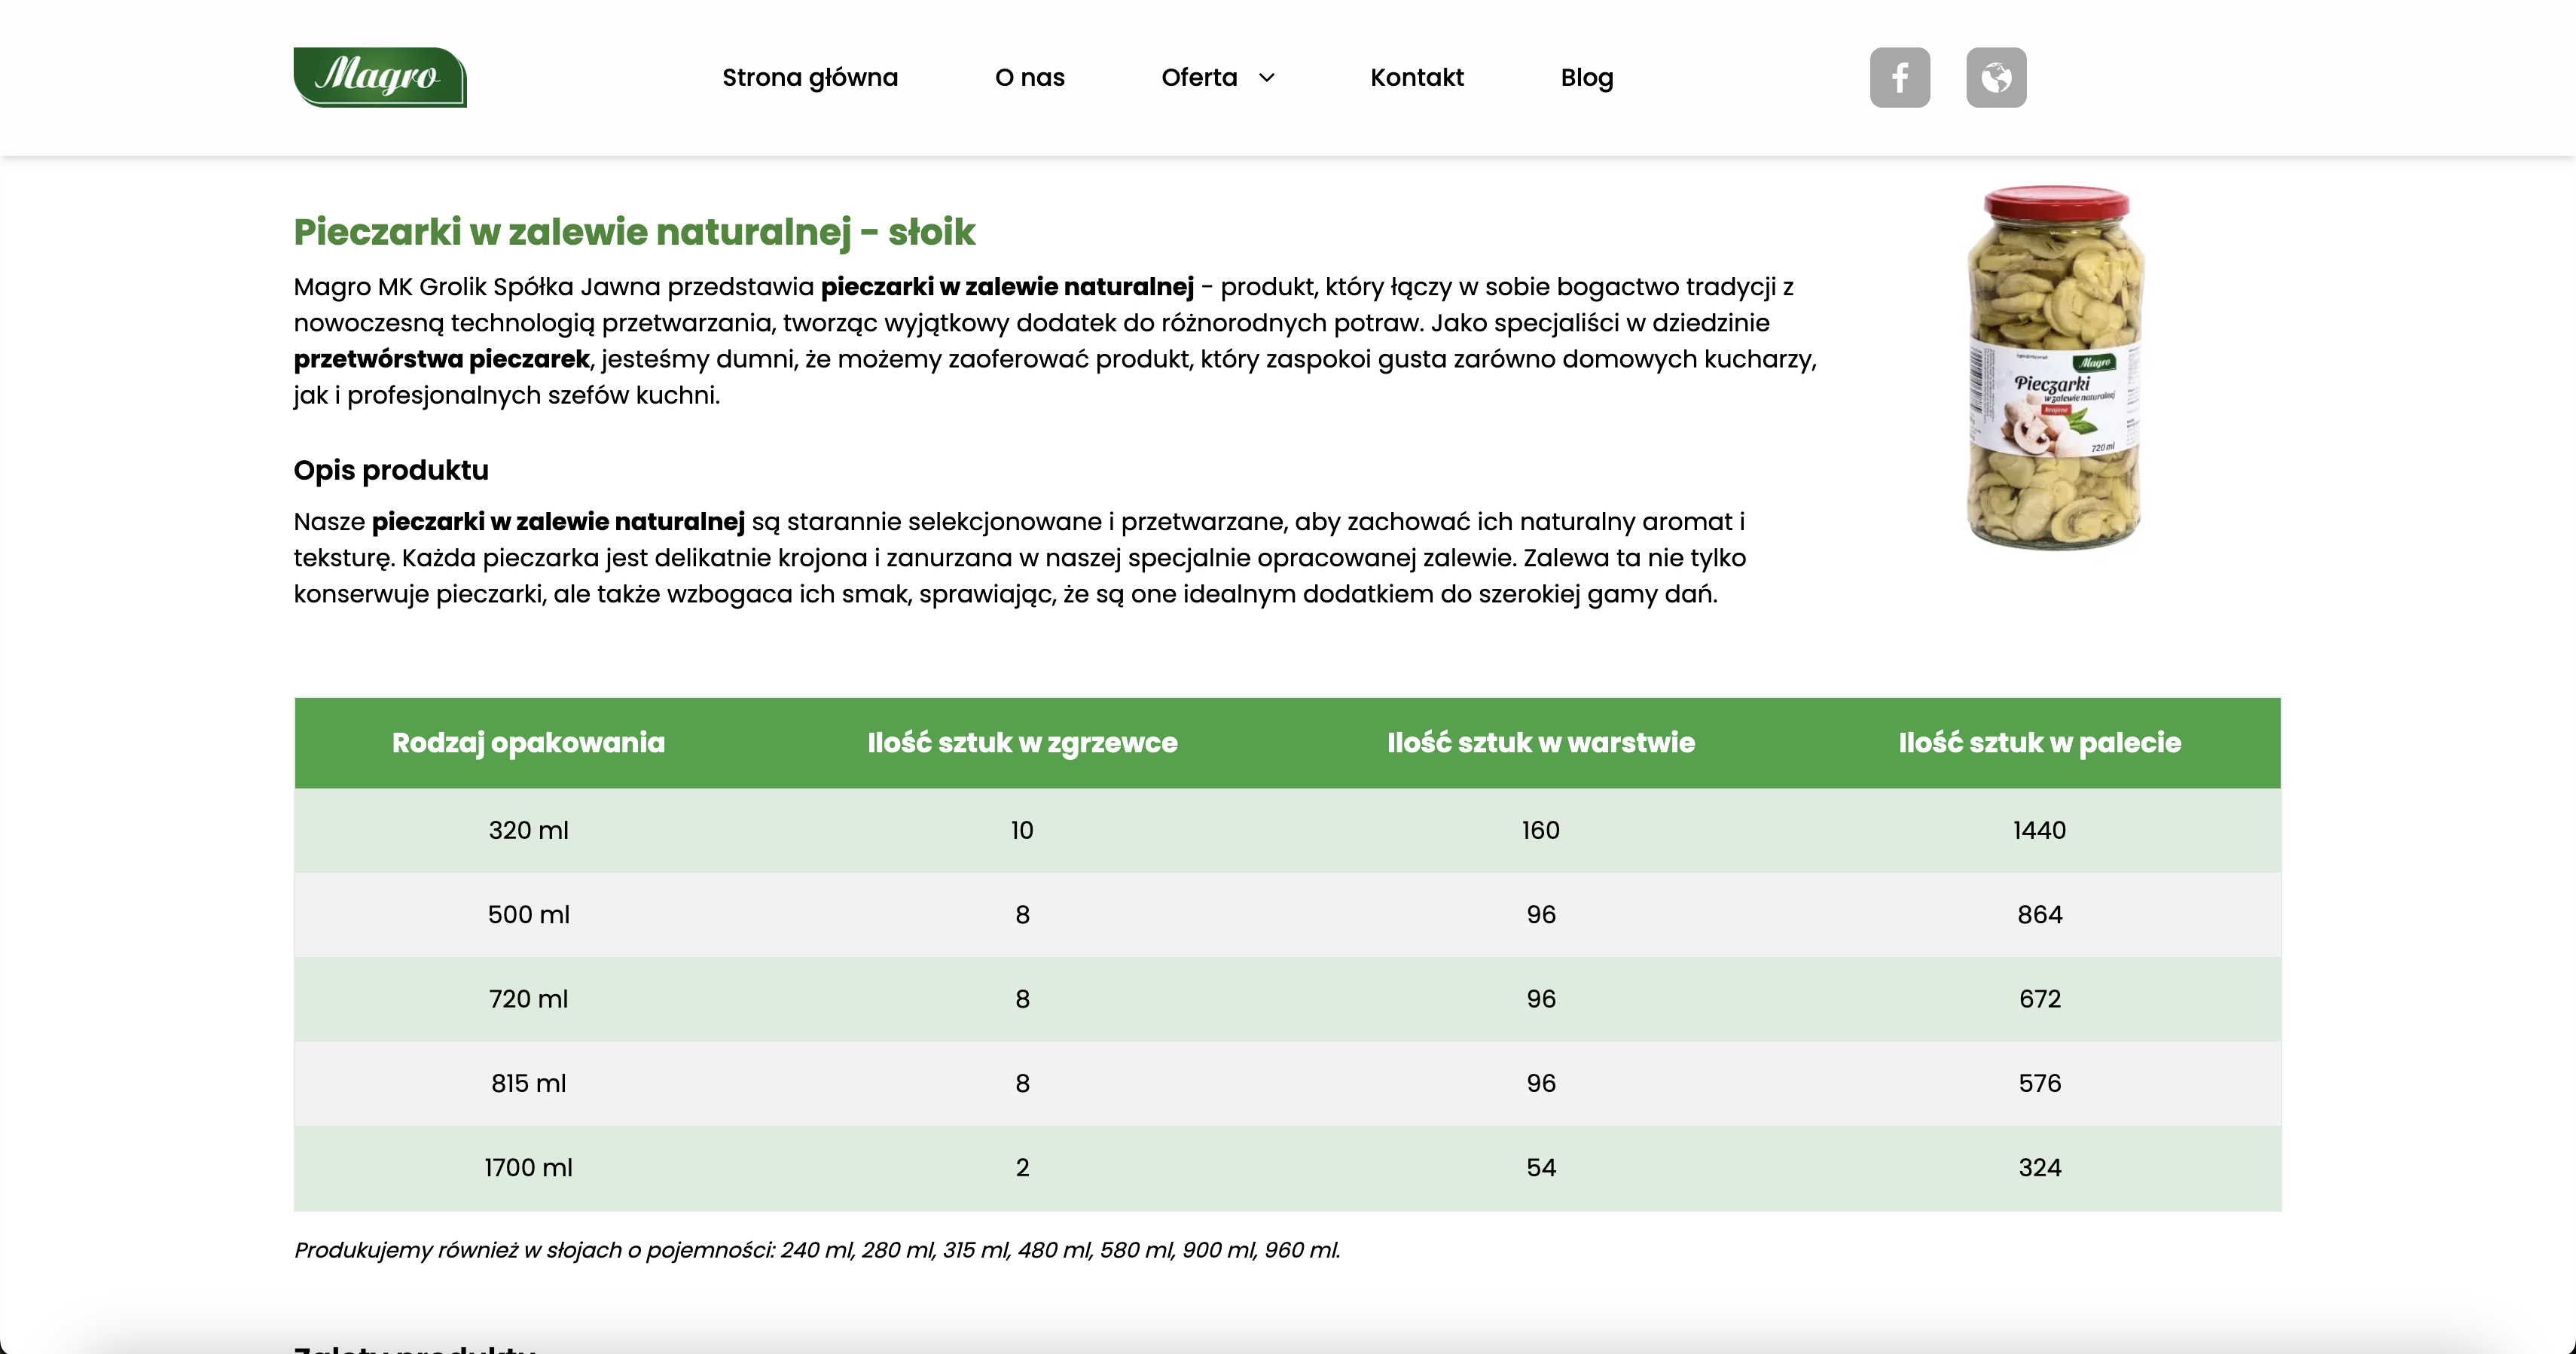 Magro
Strona główna
O nas
Oferta
Kontakt
Blog
Pieczarki w zalewie naturalnej - słoik
Magro MK Grolik Spółka Jawna przedstawia pieczarki w zalewie naturalnej - produkt, który łączy w sobie bogactwo tradycji z
nowoczesną technologią przetwarzania, tworząc wyjątkowy dodatek do różnorodnych potraw. Jako specjaliści w dziedzinie
przetwórstwa pieczarek, jesteśmy dumni, że możemy zaoferować produkt, który zaspokoi gusta zarówno domowych kucharzy,
jak i profesjonalnych szefów kuchni.
Magro
Pieczarki
w zalewie naturalnej
krojone
720 ml
Opis produktu
Nasze pieczarki w zalewie naturalnej są starannie selekcjonowane i przetwarzane, aby zachować ich naturalny aromat i
teksturę. Każda pieczarka jest delikatnie krojona i zanurzana w naszej specjalnie opracowanej zalewie. Zalewa ta nie tylko
konserwuje pieczarki, ale także wzbogaca ich smak, sprawiając, że są one idealnym dodatkiem do szerokiej gamy dań.
Rodzaj opakowania Ilość sztuk w zgrzewce Ilość sztuk w warstwie Ilość sztuk w palecie
320 ml 10 160 1440
500 ml 8 96 864
720 ml 8 96 672
815 ml 8 96 576
1700 ml 2 54 324
Produkujemy również w słojach o pojemności: 240 ml, 280 ml, 315 ml, 480 ml, 580 ml, 900 ml, 960 ml.
Zalety produktu